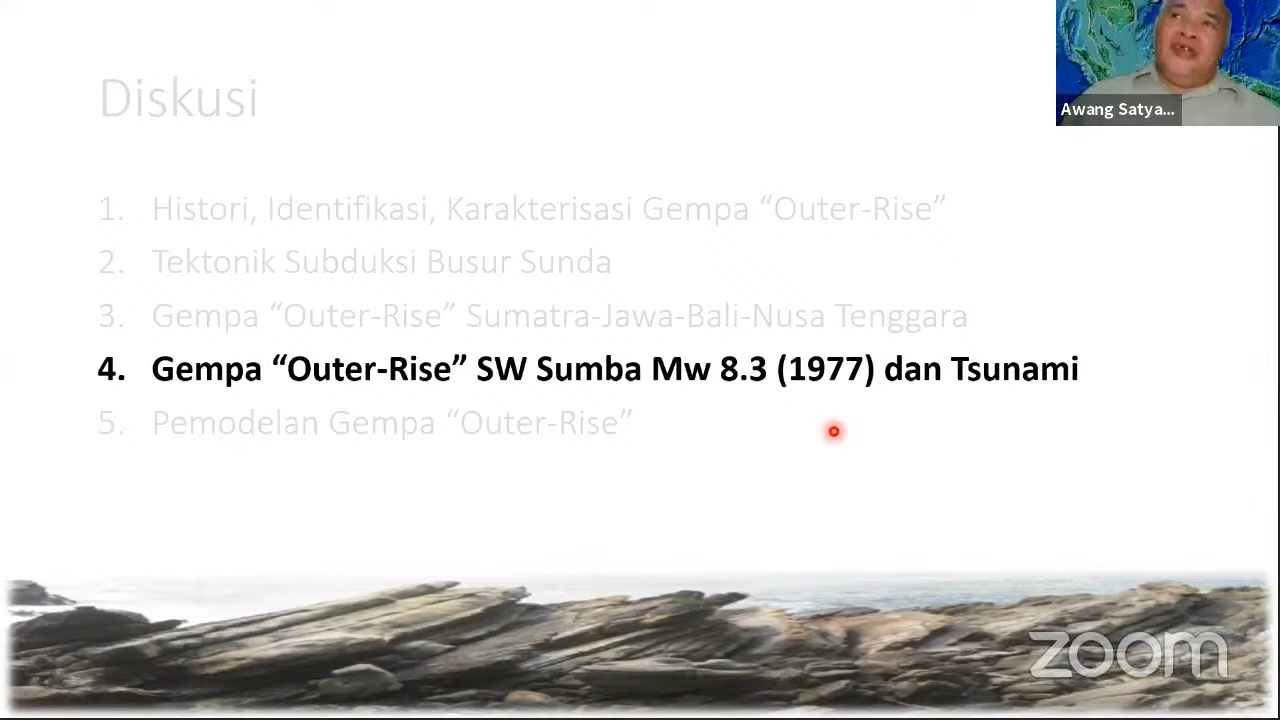 Diskusi
Awang Satya...
1. Histori, Identifikasi, Karakterisasi Gempa “Outer-Rise”
2. Tektonik Subduksi Busur Sunda
3. Gempa “Outer-Rise” Sumatra-Jawa-Bali-Nusa Tenggara
4. Gempa “Outer-Rise” SW Sumba Mw 8.3 (1977) dan Tsunami
5. Pemodelan Gempa “Outer-Rise”
zoom